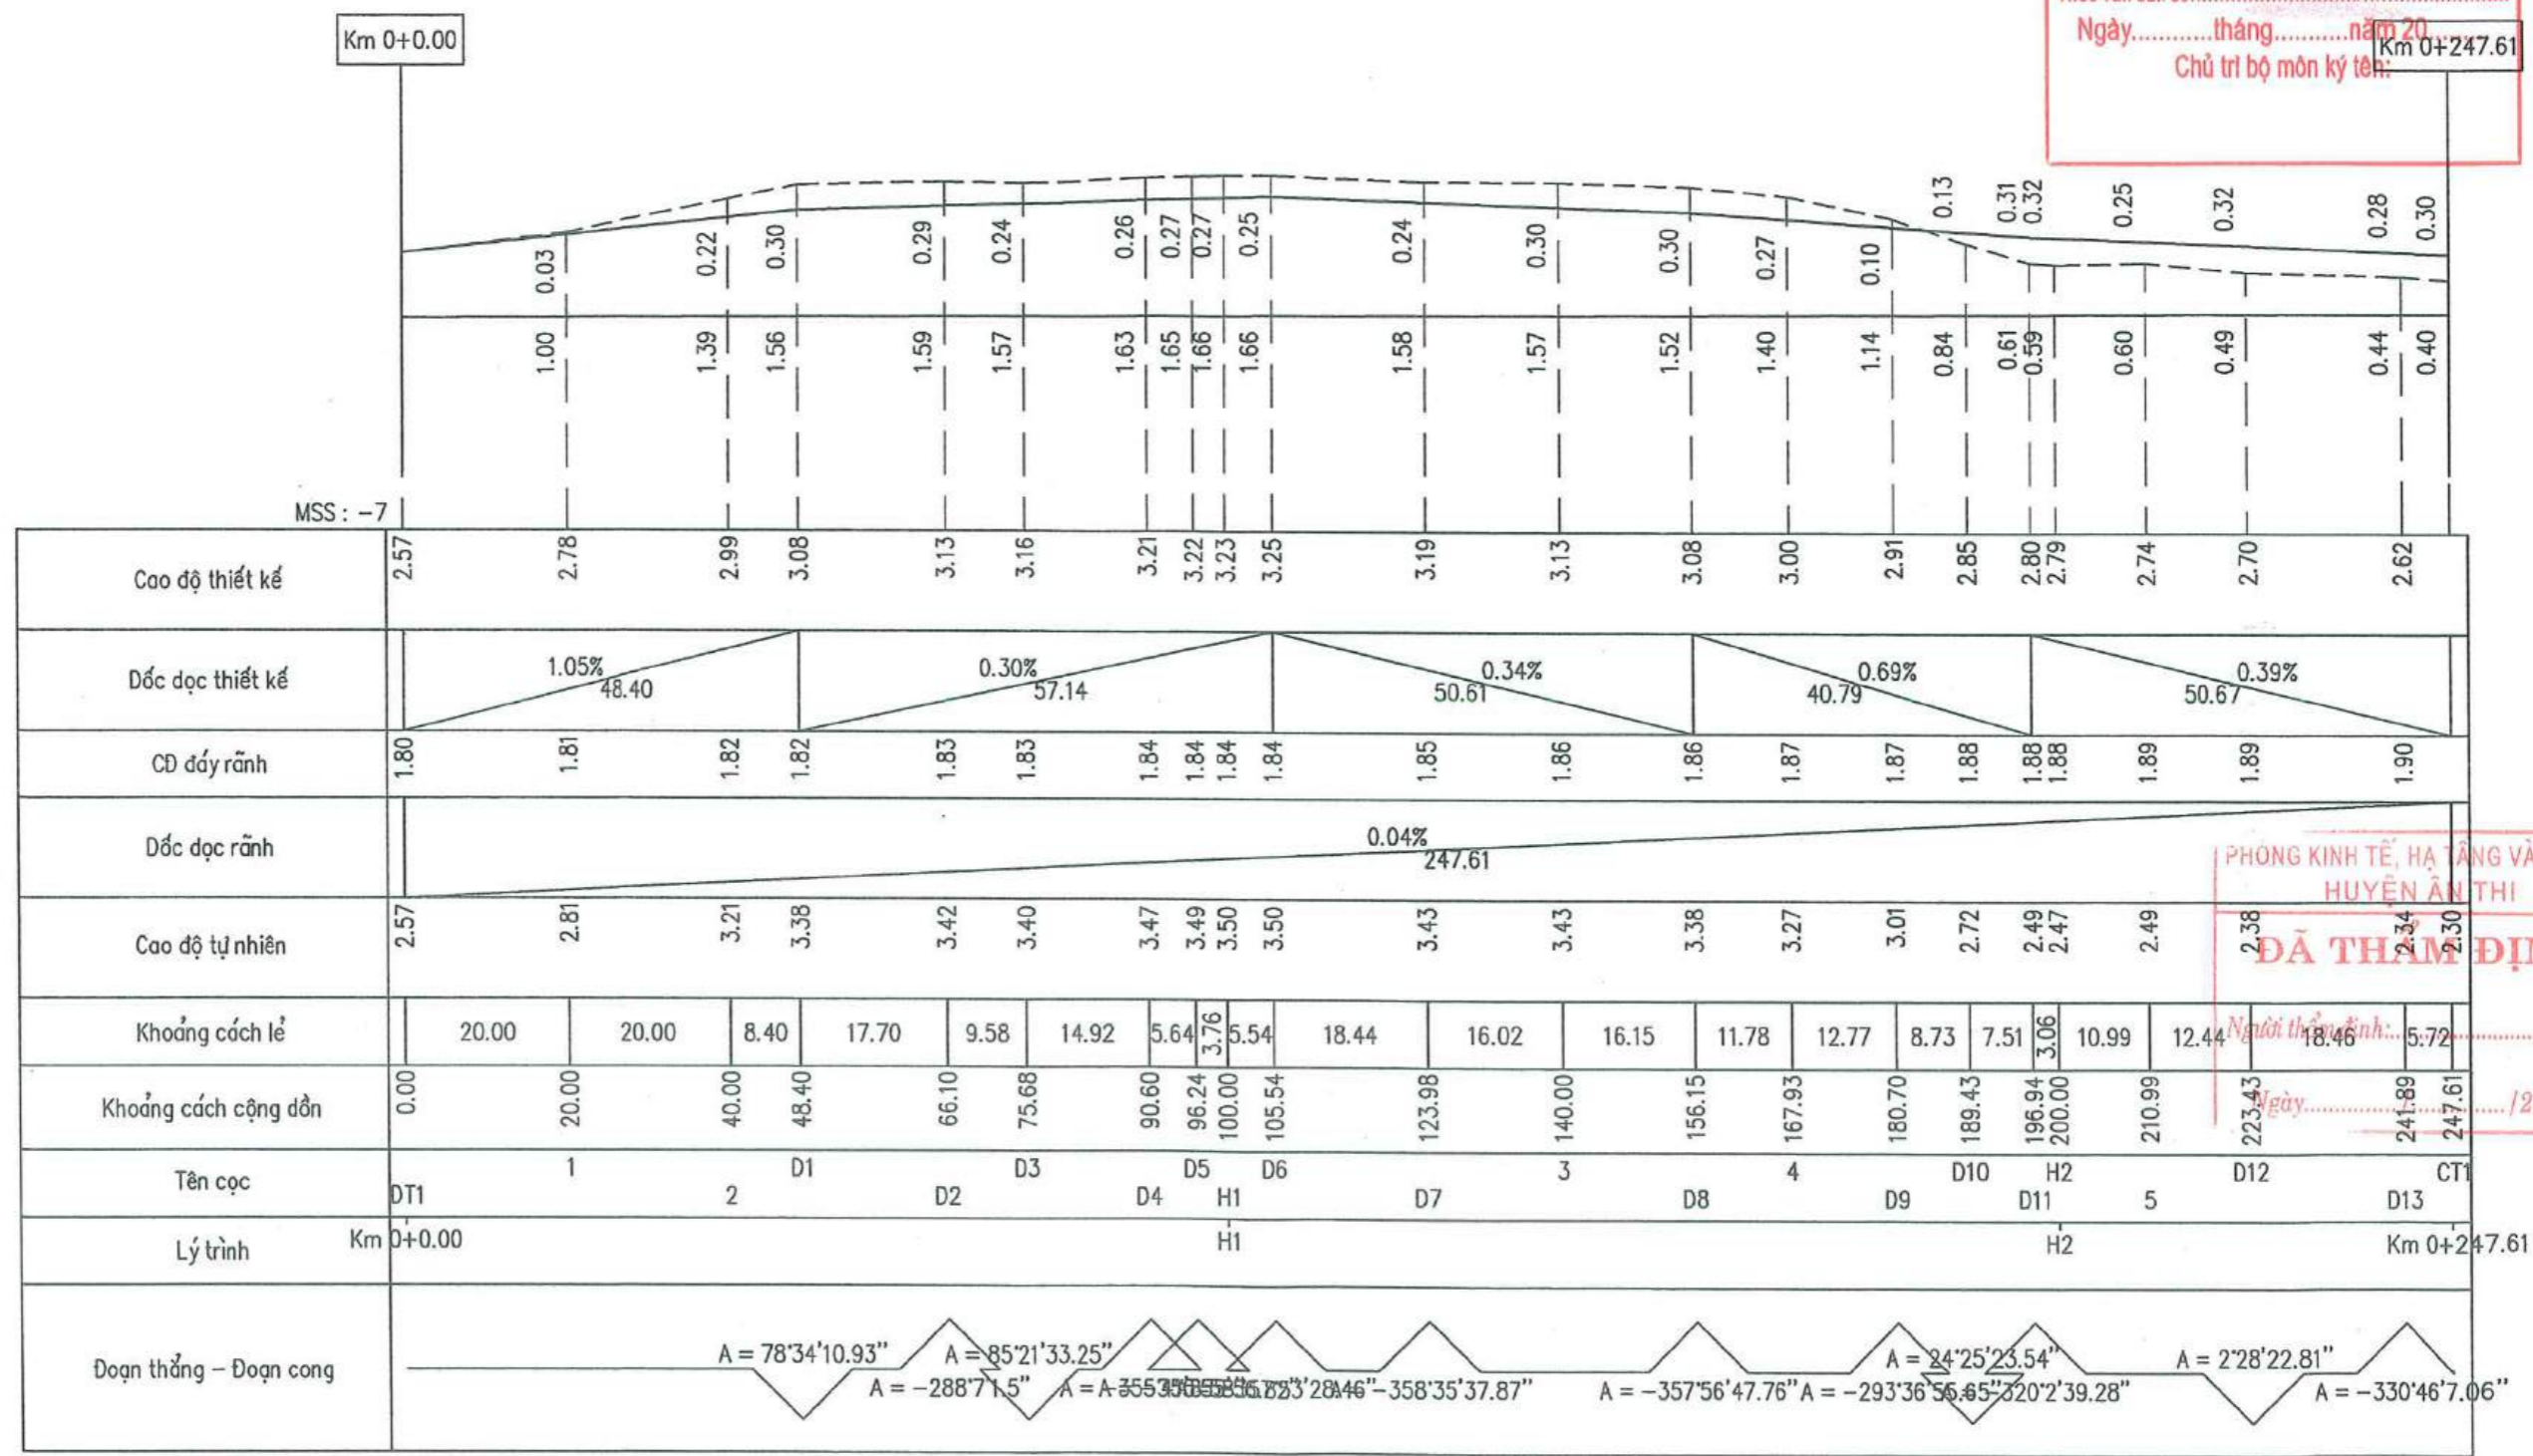 Ngày............tháng...........năm 20.........
Chủ trì bộ môn ký tên:
Km 0+0.00
Km 0+247.61
0.03 0.22 0.30 0.29 0.24 0.26 0.27 0.27 0.25 0.24 0.30 0.30 0.27 0.10 0.13 0.31 0.32 0.25 0.32 0.28 0.30
1.00 1.39 1.56 1.59 1.57 1.63 1.65 1.66 1.66 1.58 1.57 1.52 1.40 1.14 0.84 0.61 0.59 0.60 0.49 0.44 0.40
MSS : -7
Cao độ thiết kế 2.57 2.78 2.99 3.08 3.13 3.16 3.21 3.22 3.23 3.25 3.19 3.13 3.08 3.00 2.91 2.85 2.80 2.79 2.74 2.70 2.62
Dốc dọc thiết kế 1.05% 48.40 0.30% 57.14 0.34% 50.61 0.69% 40.79 0.39% 50.67
CD đáy rãnh 1.80 1.81 1.82 1.82 1.83 1.83 1.84 1.84 1.84 1.84 1.85 1.86 1.86 1.87 1.87 1.88 1.88 1.88 1.89 1.89 1.90
Dốc dọc rãnh 0.04% 247.61
Cao độ tự nhiên 2.57 2.81 3.21 3.38 3.42 3.40 3.47 3.49 3.50 3.50 3.43 3.43 3.38 3.27 3.01 2.72 2.49 2.47 2.49 2.38 2.34 2.30
Khoảng cách lẻ 20.00 20.00 8.40 17.70 9.58 14.92 5.64 3.76 5.54 18.44 16.02 16.15 11.78 12.77 8.73 7.51 3.06 10.99 12.44 18.46 5.72
Khoảng cách cộng dồn 0.00 20.00 40.00 48.40 66.10 75.68 90.60 96.24 100.00 105.54 123.98 140.00 156.15 167.93 180.70 189.43 196.94 200.00 210.99 223.43 241.89 247.61
Tên cọc DT1 1 2 D1 D2 D3 D4 D5 H1 D6 D7 3 D8 4 D9 D10 D11 H2 5 D12 D13 CT1
Lý trình Km 0+0.00 H1 H2 Km 0+247.61
Đoạn thẳng – Đoạn cong
A = 78°34'10.93" A = 85°21'33.25" A = 24°25'23.54" A = 2°28'22.81"
A = -288°7'1.5" -358°35'37.87" A = -357°56'47.76" A = -293°36'55.65" -320°2'39.28" A = -330°46'7.06"
PHÒNG KINH TẾ, HẠ TẦNG VÀ
HUYỆN ÂN THI
ĐÃ THẨM
Người thẩm định:
Ngày